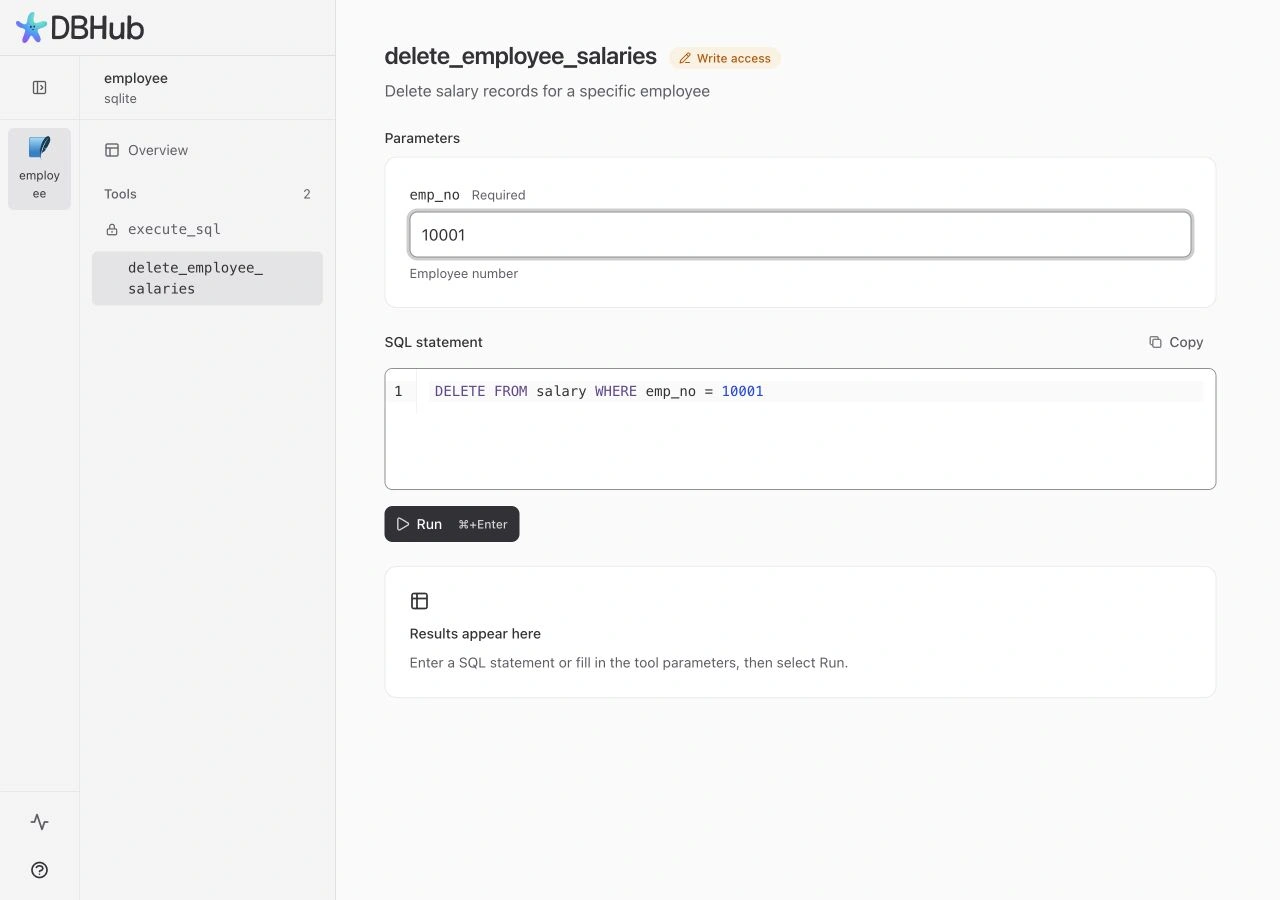 DBHub
employee
sqlite
employ
ee
Overview
Tools 2
execute_sql
delete_employee_
salaries
delete_employee_salaries Write access
Delete salary records for a specific employee
Parameters
emp_no Required
10001
Employee number
SQL statement Copy
1 DELETE FROM salary WHERE emp_no = 10001
Run ⌘+Enter
Results appear here
Enter a SQL statement or fill in the tool parameters, then select Run.